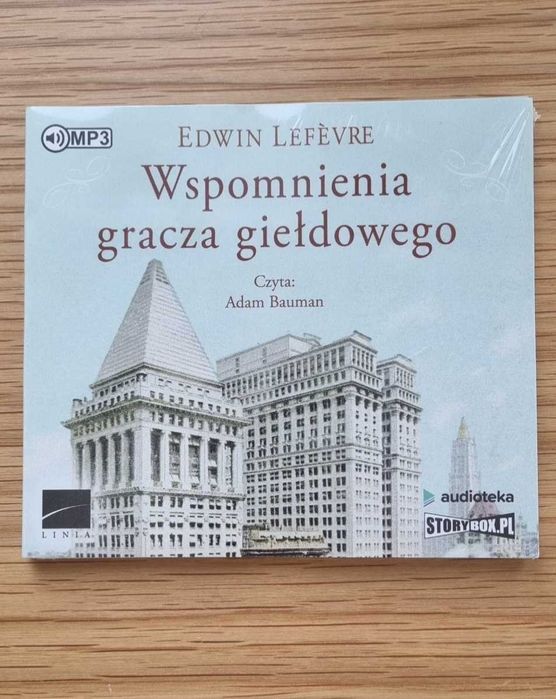 MP3
EDWIN LEFÈVRE
Wspomnienia
gracza giełdowego
Czyta:
Adam Bauman
LINIA
audioteka
STORYBOX.PL